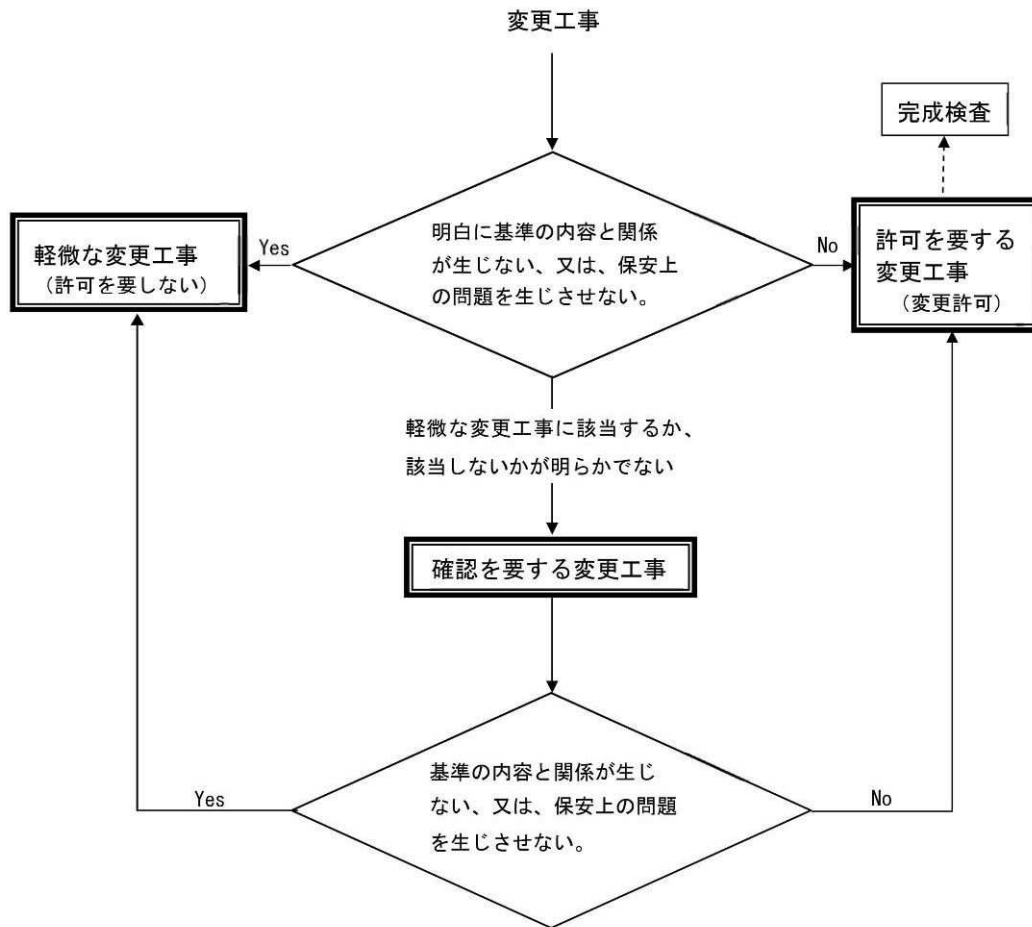 変更工事
完成検査
明白に基準の内容と関係
が生じない、又は、保安上
の問題を生じさせない。
Yes
No
軽微な変更工事
（許可を要しない）
許可を要する
変更工事
（変更許可）
軽微な変更工事に該当するか、
該当しないかが明らかでない
確認を要する変更工事
基準の内容と関係が生じ
ない、又は、保安上の問題
を生じさせない。
Yes
No